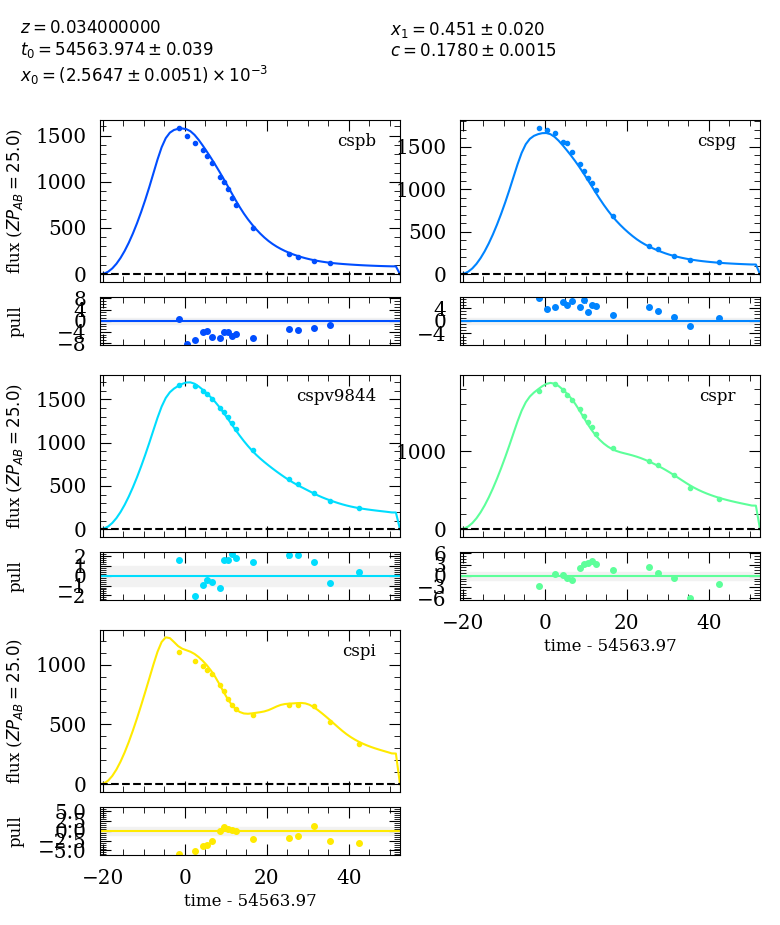 z = 0.034000000
t₀ = 54563.974 ± 0.039
x₀ = (2.5647 ± 0.0051) × 10⁻³
x₁ = 0.451 ± 0.020
c = 0.1780 ± 0.0015
cspb
1500
1000
500
0
flux (ZP_AB = 25.0)
8
4
0
−4
−8
pull
cspg
1500
1000
500
0
4
0
−4
cspv9844
1500
1000
500
0
flux (ZP_AB = 25.0)
2
1
0
−1
−2
pull
cspr
1000
0
6
3
0
−3
−6
−20 0 20 40
time - 54563.97
cspi
1000
500
0
flux (ZP_AB = 25.0)
5.0
2.5
0.0
−2.5
−5.0
pull
−20 0 20 40
time - 54563.97